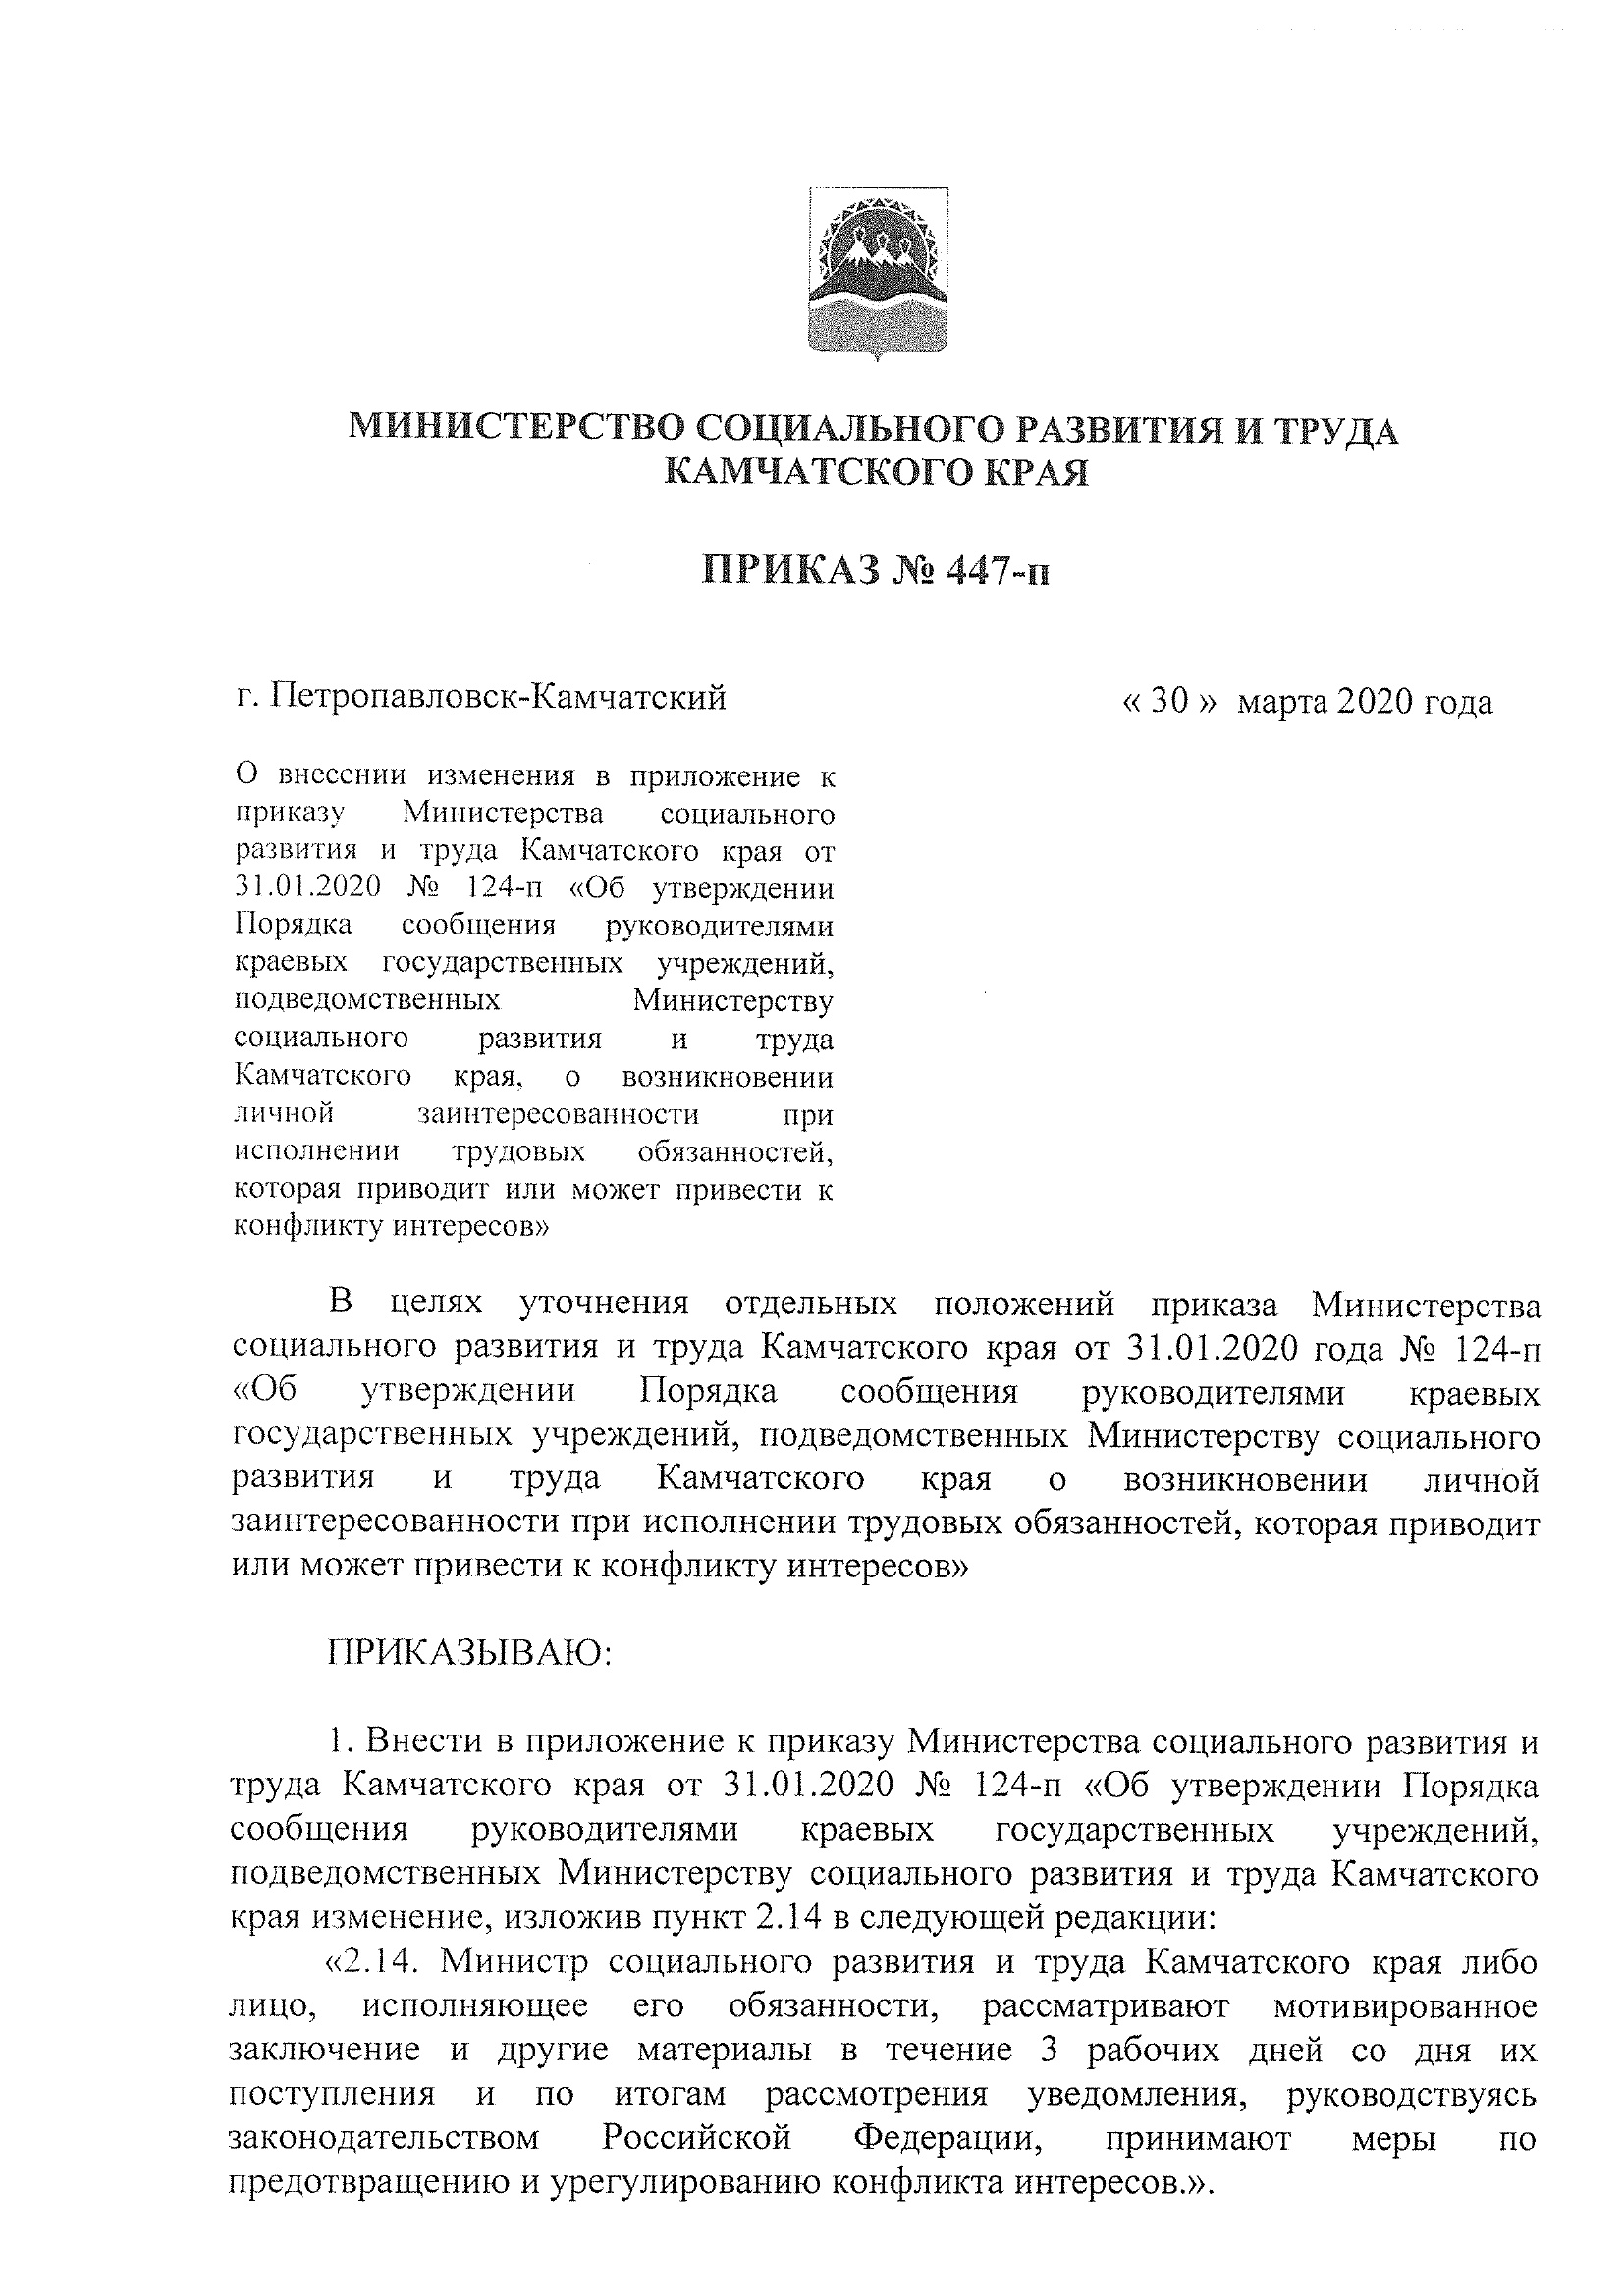 МИНИСТЕРСТВО СОЦИАЛЬНОГО РАЗВИТИЯ И ТРУДА
КАМЧАТСКОГО КРАЯ
ПРИКАЗ № 447-п
г. Петропавловск-Камчатский « 30 » марта 2020 года
О внесении изменения в приложение к
приказу Министерства социального
развития и труда Камчатского края от
31.01.2020 № 124-п «Об утверждении
Порядка сообщения руководителями
краевых государственных учреждений,
подведомственных Министерству
социального развития и труда
Камчатского края, о возникновении
личной заинтересованности при
исполнении трудовых обязанностей,
которая приводит или может привести к
конфликту интересов»
В целях уточнения отдельных положений приказа Министерства
социального развития и труда Камчатского края от 31.01.2020 года № 124-п
«Об утверждении Порядка сообщения руководителями краевых
государственных учреждений, подведомственных Министерству социального
развития и труда Камчатского края о возникновении личной
заинтересованности при исполнении трудовых обязанностей, которая приводит
или может привести к конфликту интересов»
ПРИКАЗЫВАЮ:
1. Внести в приложение к приказу Министерства социального развития и
труда Камчатского края от 31.01.2020 № 124-п «Об утверждении Порядка
сообщения руководителями краевых государственных учреждений,
подведомственных Министерству социального развития и труда Камчатского
края изменение, изложив пункт 2.14 в следующей редакции:
«2.14. Министр социального развития и труда Камчатского края либо
лицо, исполняющее его обязанности, рассматривают мотивированное
заключение и другие материалы в течение 3 рабочих дней со дня их
поступления и по итогам рассмотрения уведомления, руководствуясь
законодательством Российской Федерации, принимают меры по
предотвращению и урегулированию конфликта интересов.».